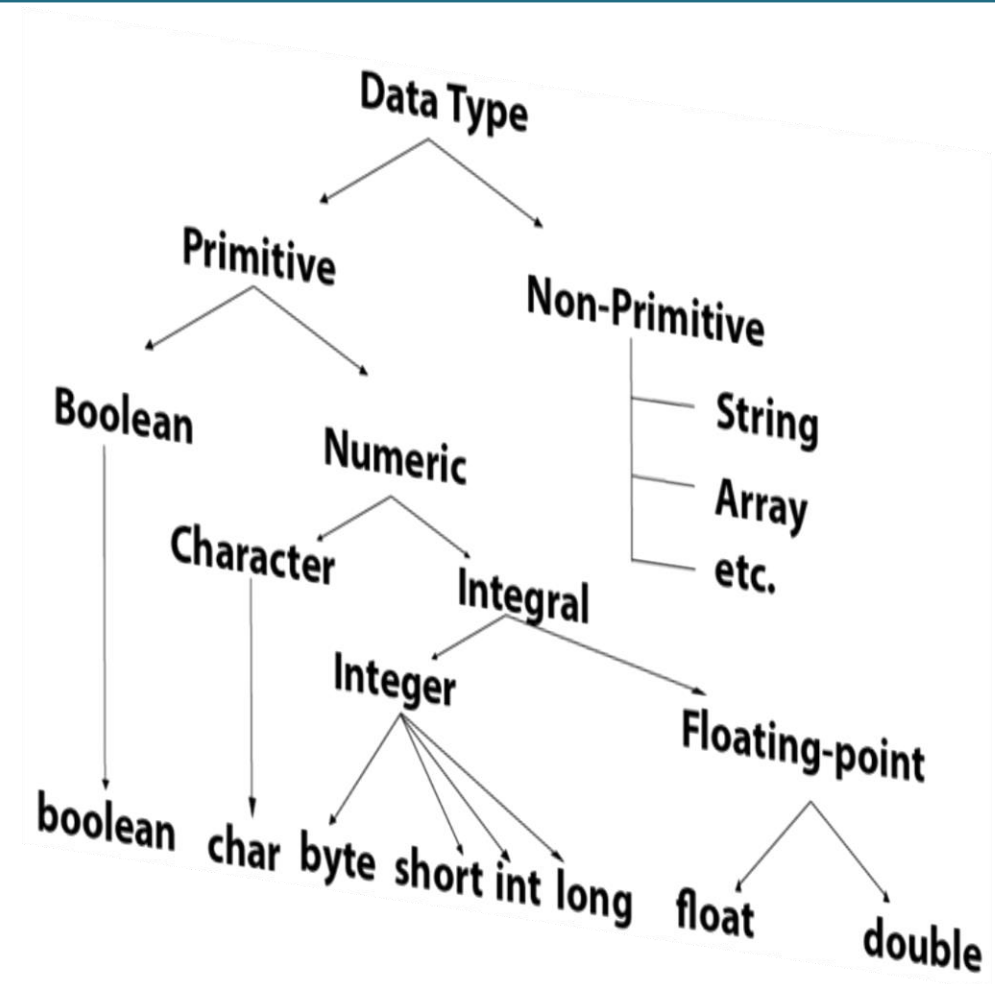 Data Type
Primitive
Non-Primitive
Boolean
Numeric
String
Array
etc.
Character
Integral
Integer
Floating-point
boolean char byte short int long float double